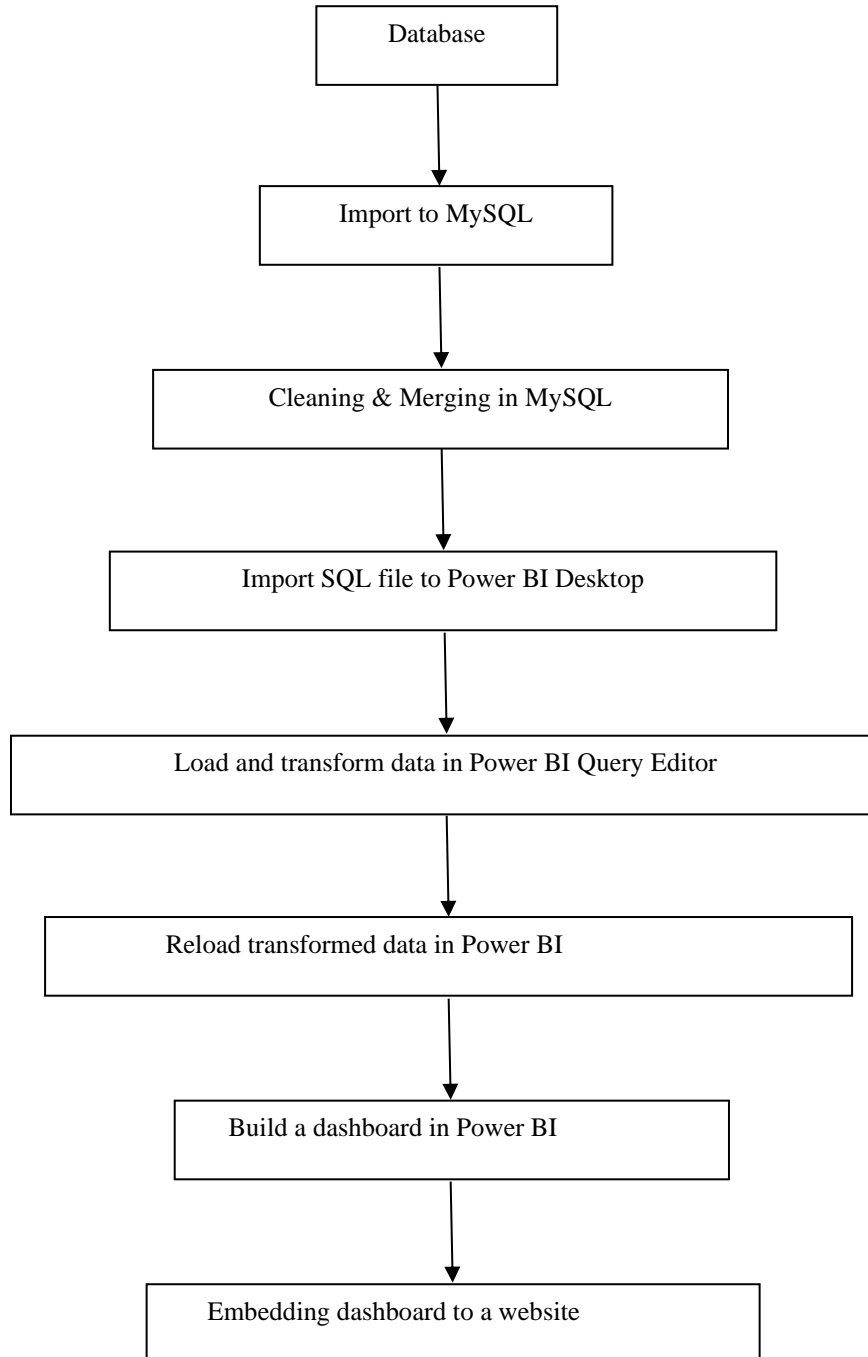 Database
Import to MySQL
Cleaning & Merging in MySQL
Import SQL file to Power BI Desktop
Load and transform data in Power BI Query Editor
Reload transformed data in Power BI
Build a dashboard in Power BI
Embedding dashboard to a website